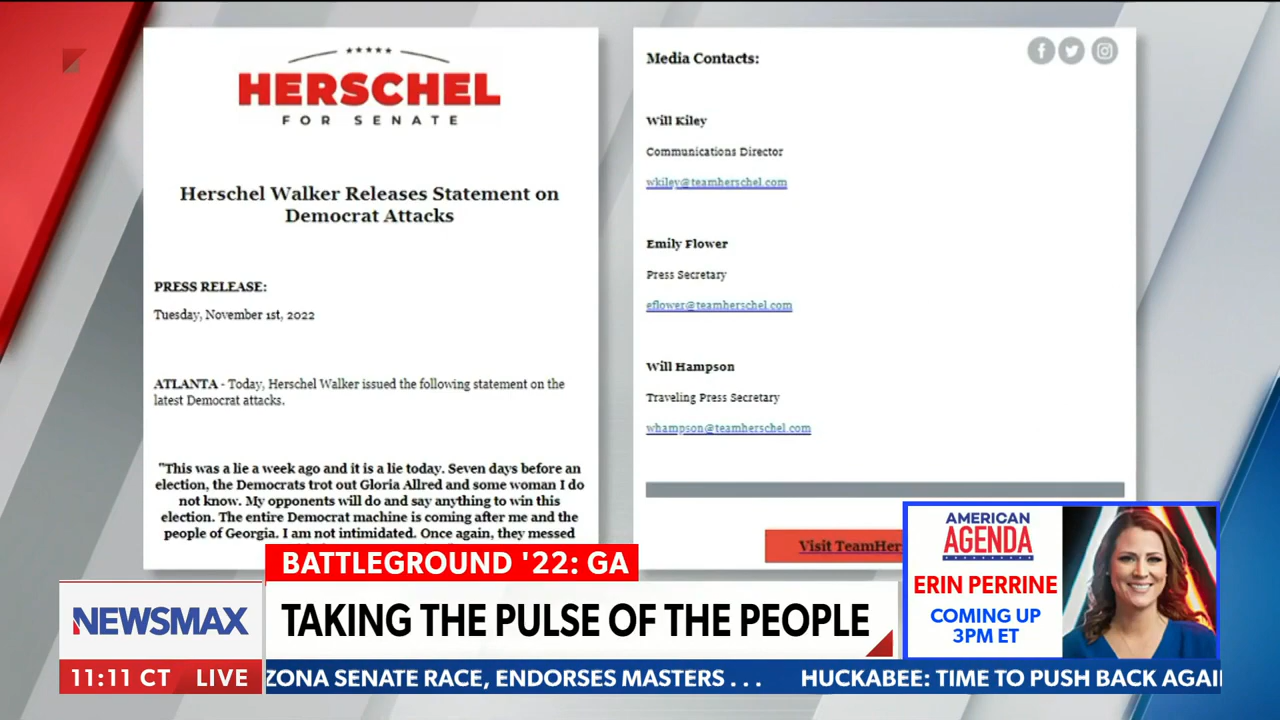 HERSCHEL
FOR SENATE
Herschel Walker Releases Statement on
Democrat Attacks
PRESS RELEASE:
Tuesday, November 1st, 2022
ATLANTA - Today, Herschel Walker issued the following statement on the
latest Democrat attacks.
"This was a lie a week ago and it is a lie today. Seven days before an
election, the Democrats trot out Gloria Allred and some woman I do
not know. My opponents will do and say anything to win this
election. The entire Democrat machine is coming after me and the
people of Georgia. I am not intimidated. Once again, they messed
Media Contacts:
Will Kiley
Communications Director
wkiley@teamherschel.com
Emily Flower
Press Secretary
eflower@teamherschel.com
Will Hampson
Traveling Press Secretary
whampson@teamherschel.com
Visit TeamHer
AMERICAN
AGENDA
ERIN PERRINE
COMING UP
3PM ET
BATTLEGROUND '22: GA
NEWSMAX
TAKING THE PULSE OF THE PEOPLE
11:11 CT LIVE
ZONA SENATE RACE, ENDORSES MASTERS . . . HUCKABEE: TIME TO PUSH BACK AGAI